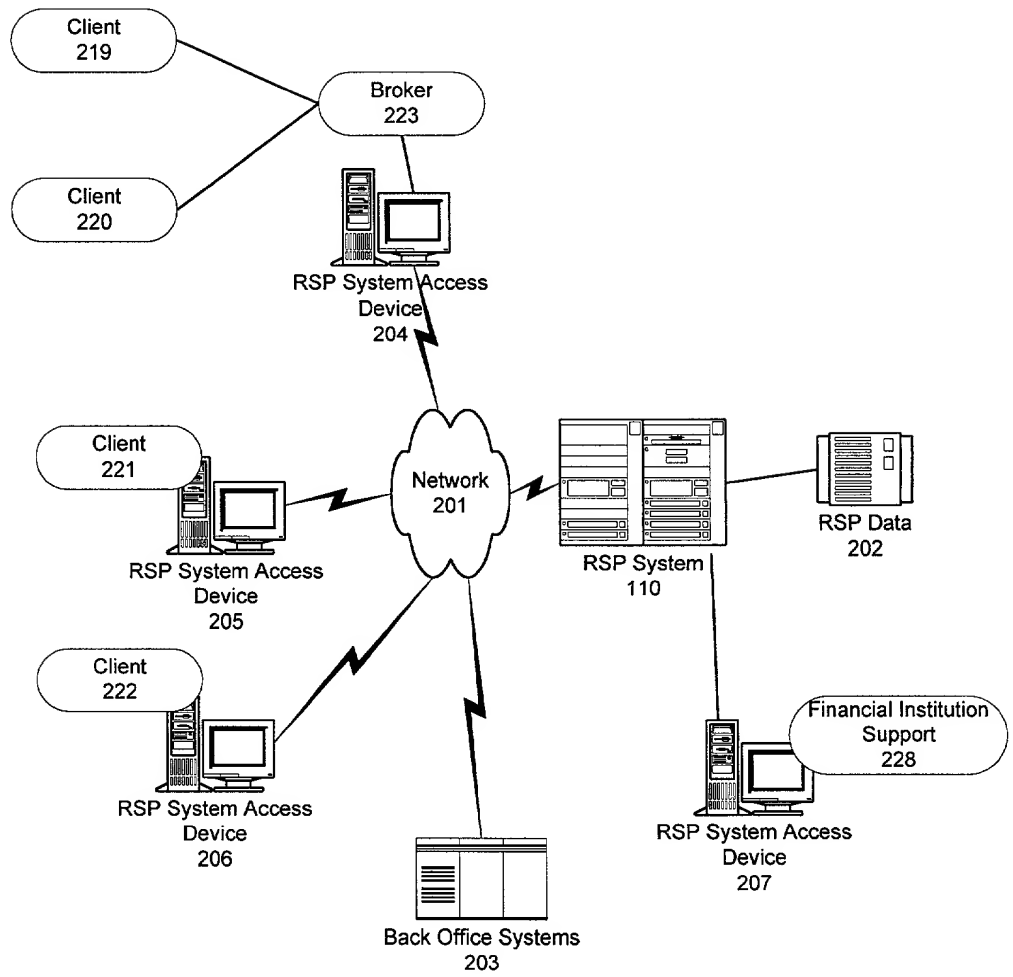 Client
219
Broker
223
Client
220
RSP System Access
Device
204
Client
221
Network
201
RSP System Access
Device
205
RSP System
110
RSP Data
202
Client
222
RSP System Access
Device
206
Financial Institution
Support
228
RSP System Access
Device
207
Back Office Systems
203